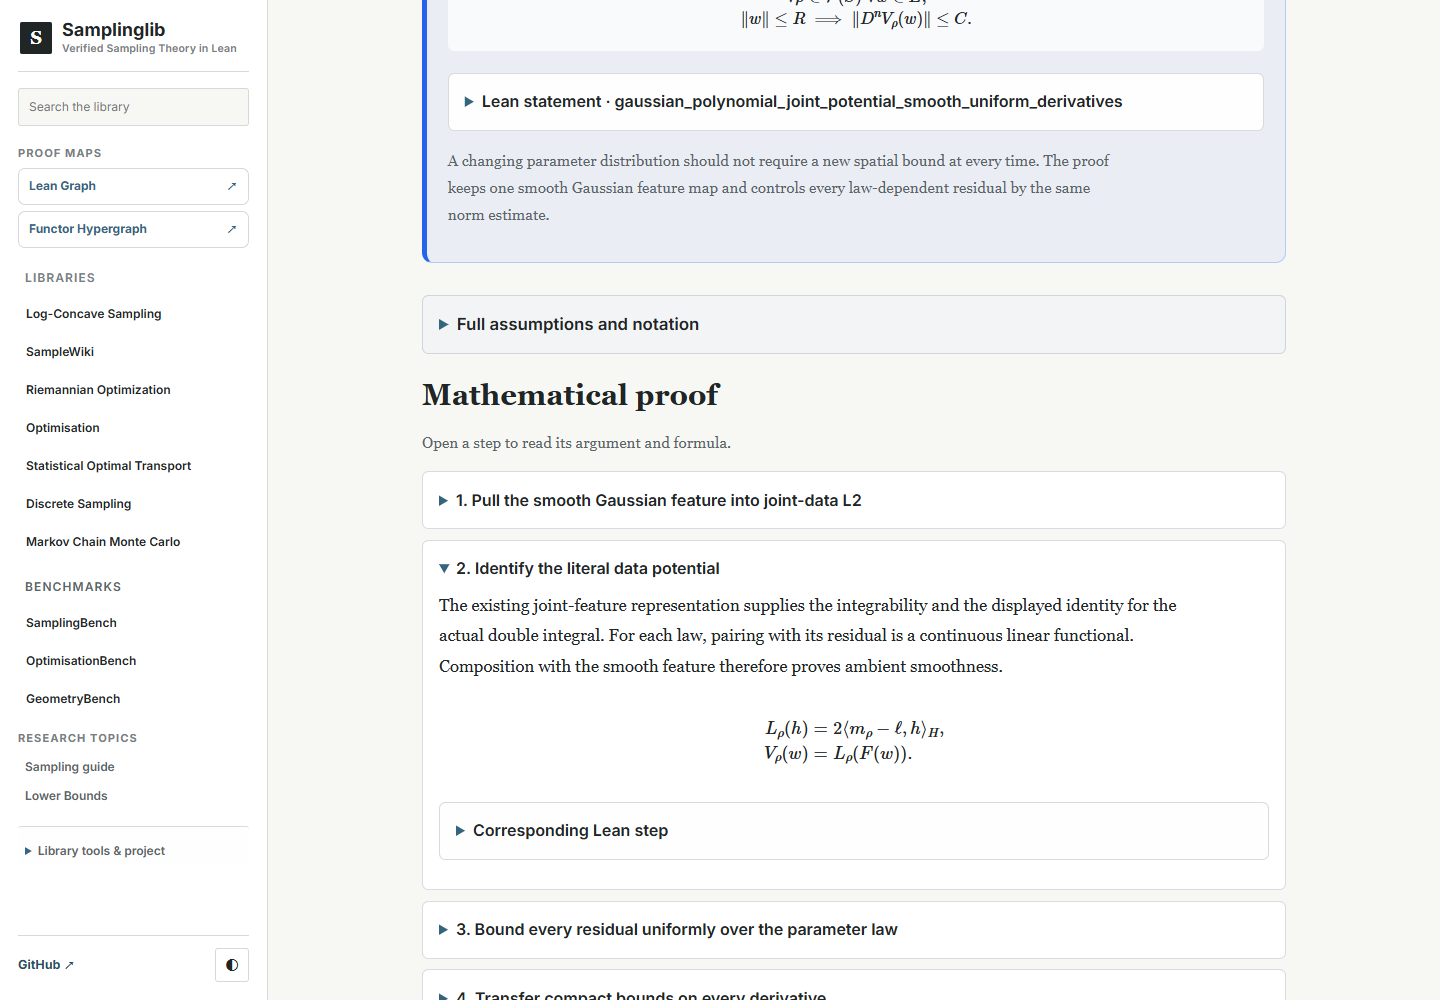 S
Samplinglib
Verified Sampling Theory in Lean
Search the library
PROOF MAPS
Lean Graph ↗
Functor Hypergraph ↗
LIBRARIES
Log-Concave Sampling
SampleWiki
Riemannian Optimization
Optimisation
Statistical Optimal Transport
Discrete Sampling
Markov Chain Monte Carlo
BENCHMARKS
SamplingBench
OptimisationBench
GeometryBench
RESEARCH TOPICS
Sampling guide
Lower Bounds
▶ Library tools & project
GitHub ↗
‖w‖ ≤ R ⟹ ‖DⁿV_ρ(w)‖ ≤ C.
▶ Lean statement · gaussian_polynomial_joint_potential_smooth_uniform_derivatives
A changing parameter distribution should not require a new spatial bound at every time. The proof
keeps one smooth Gaussian feature map and controls every law-dependent residual by the same
norm estimate.
▶ Full assumptions and notation
Mathematical proof
Open a step to read its argument and formula.
▶ 1. Pull the smooth Gaussian feature into joint-data L2
▼ 2. Identify the literal data potential
The existing joint-feature representation supplies the integrability and the displayed identity for the
actual double integral. For each law, pairing with its residual is a continuous linear functional.
Composition with the smooth feature therefore proves ambient smoothness.
L_ρ(h) = 2⟨m_ρ − ℓ, h⟩_H,
V_ρ(w) = L_ρ(F(w)).
▶ Corresponding Lean step
▶ 3. Bound every residual uniformly over the parameter law
▶ 4. Transfer compact bounds on every derivative